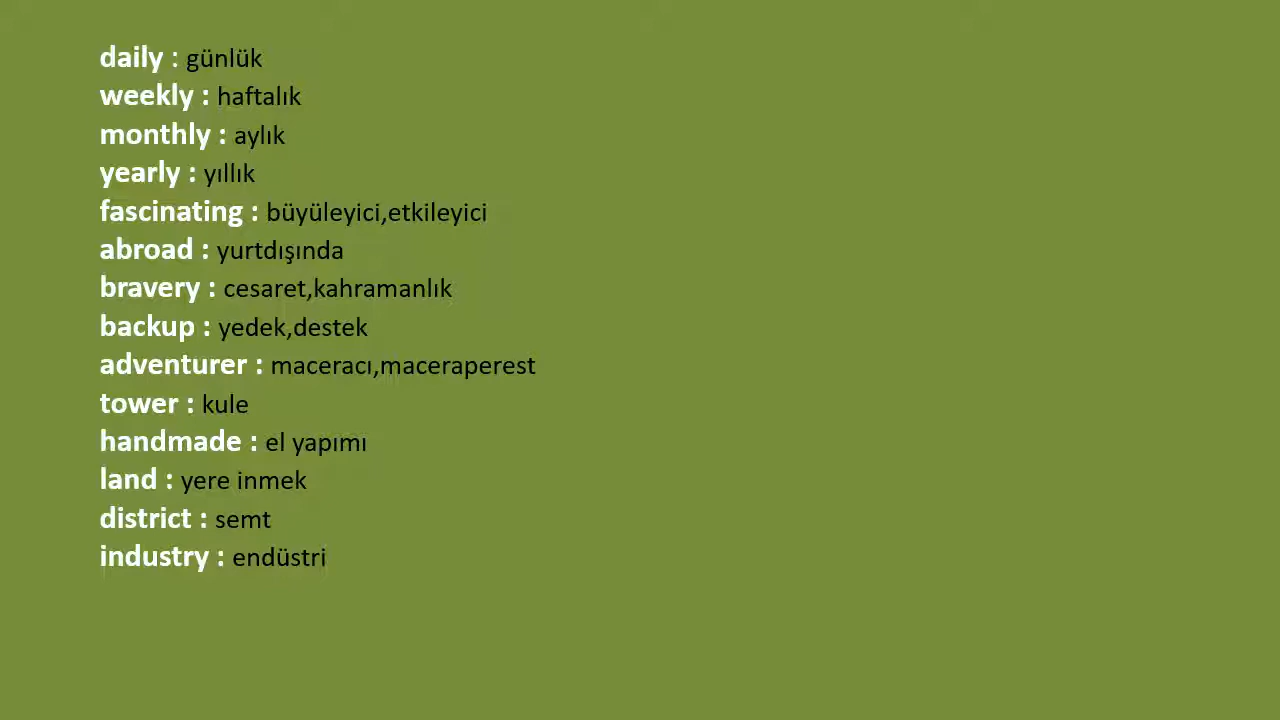 daily : günlük
weekly : haftalık
monthly : aylık
yearly : yıllık
fascinating : büyüleyici,etkileyici
abroad : yurtdışında
bravery : cesaret,kahramanlık
backup : yedek,destek
adventurer : maceracı,maceraperest
tower : kule
handmade : el yapımı
land : yere inmek
district : semt
industry : endüstri